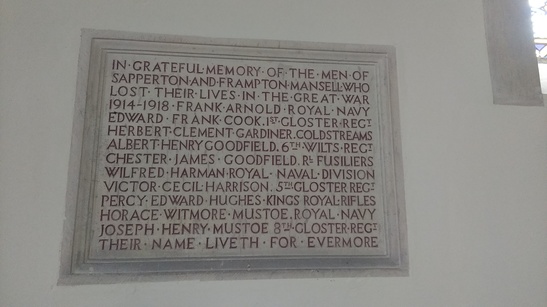 IN·GRATEFUL·MEMORY·OF·THE·MEN·OF
SAPPERTON·AND·FRAMPTON·MANSELL·WHO
LOST·THEIR·LIVES·IN·THE·GREAT·WAR
1914-1918·FRANK·ARNOLD·ROYAL·NAVY
EDWARD·FRANK·COOK.1ST·GLOSTER·REGT
HERBERT·CLEMENT·GARDINER.COLDSTREAMS
ALBERT·HENRY·GOODFIELD.6TH·WILTS·REGT
CHESTER·JAMES·GOODFIELD.RL FUSILIERS
WILFRED·HARMAN·ROYAL·NAVAL·DIVISION
VICTOR·CECIL·HARRISON.5TH·GLOSTER REGT
PERCY·EDWARD·HUGHES·KINGS ROYAL·RIFLES
HORACE·WITMORE·MUSTOE.ROYAL·NAVY
JOSEPH·HENRY·MUSTOE 8TH·GLOSTER·REGT
THEIR·NAME·LIVETH·FOR·EVERMORE